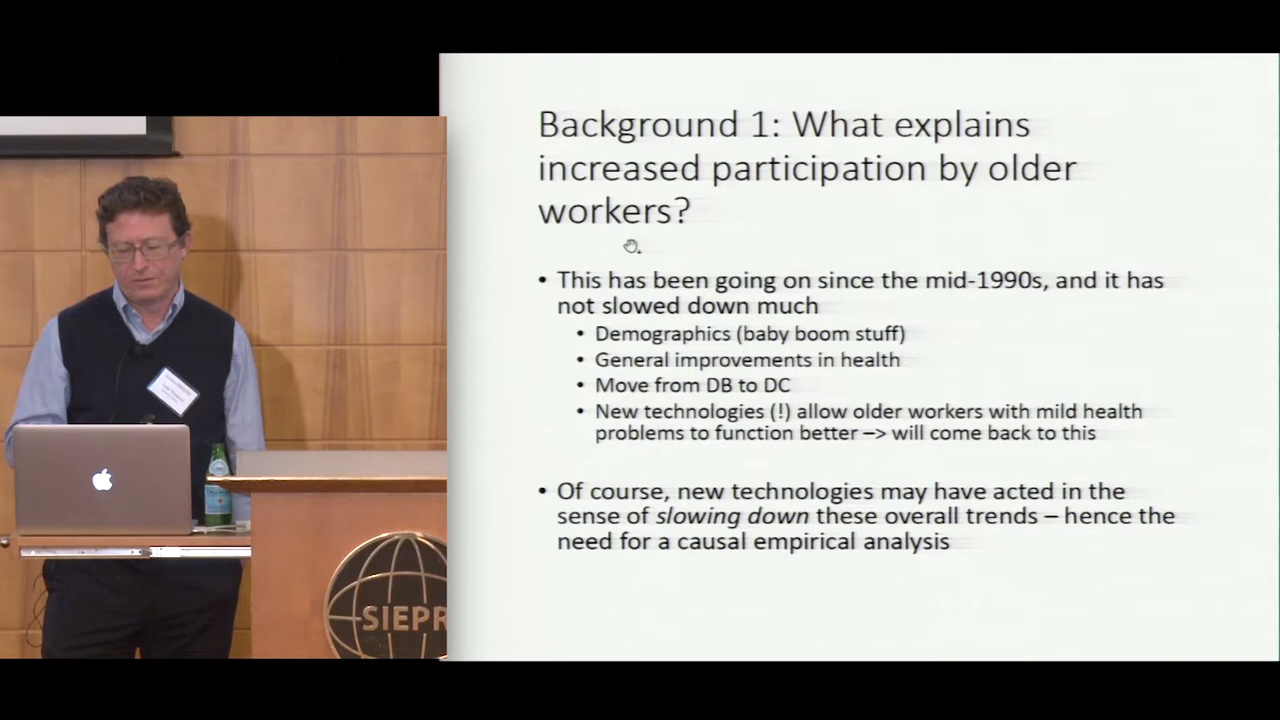 Background 1: What explains
increased participation by older
workers?
• This has been going on since the mid-1990s, and it has
not slowed down much
• Demographics (baby boom stuff)
• General improvements in health
• Move from DB to DC
• New technologies (!) allow older workers with mild health
problems to function better –> will come back to this
• Of course, new technologies may have acted in the
sense of slowing down these overall trends – hence the
need for a causal empirical analysis
SIEPR